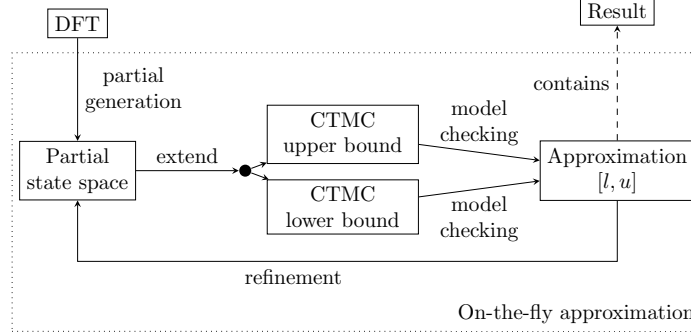 DFT
Result
partial
generation
contains
Partial
state space
extend
CTMC
upper bound
CTMC
lower bound
model
checking
model
checking
Approximation
[l, u]
refinement
On-the-fly approximation